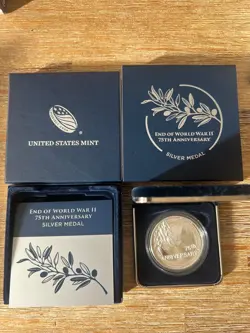 UNITED STATES MINT
END OF WORLD WAR II
75TH ANNIVERSARY
SILVER MEDAL
END OF WORLD WAR II
75TH ANNIVERSARY
SILVER MEDAL
ANNIVERSARY